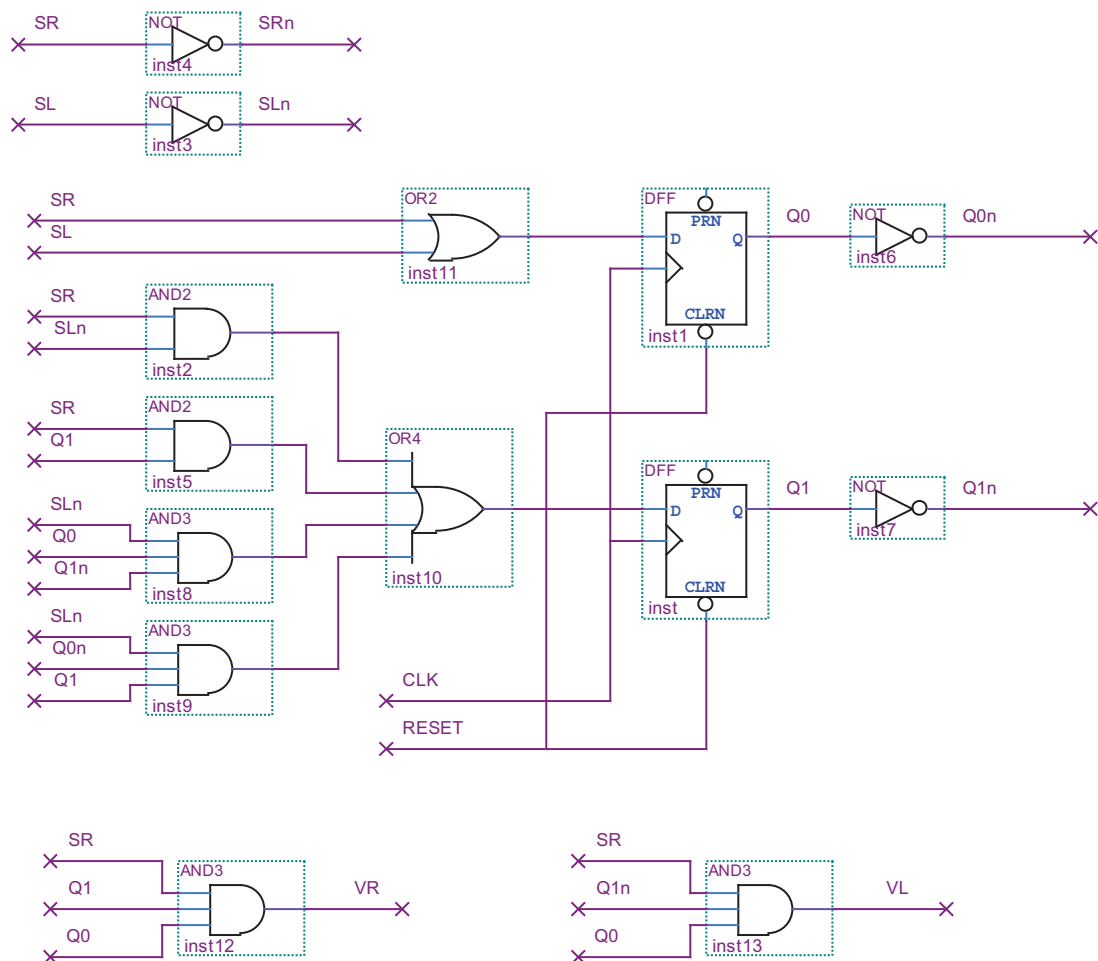 SR
NOT
SRn
inst4
SL
NOT
SLn
inst3
SR
SL
OR2
inst11
DFF
PRN
D
Q
CLRN
inst1
Q0
NOT
inst6
Q0n
SR
SLn
AND2
inst2
SR
Q1
AND2
inst5
SLn
Q0
Q1n
AND3
inst8
SLn
Q0n
Q1
AND3
inst9
OR4
inst10
DFF
PRN
D
Q
CLRN
inst
Q1
NOT
inst7
Q1n
CLK
RESET
SR
Q1
Q0
AND3
inst12
VR
SR
Q1n
Q0
AND3
inst13
VL